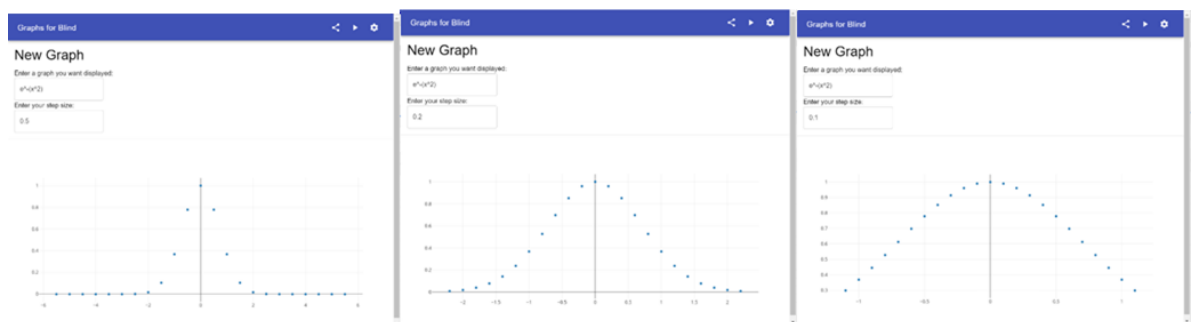 Graphs for Blind
New Graph
Enter a graph you want displayed:
e^-(x^2)
Enter your step size:
0.5
1
0.8
0.6
0.4
0.2
0
−6
−4
−2
0
2
4
6
Graphs for Blind
New Graph
Enter a graph you want displayed:
e^-(x^2)
Enter your step size:
0.2
1
0.8
0.6
0.4
0.2
0
−2
−1.5
−1
−0.5
0
0.5
1
1.5
2
Graphs for Blind
New Graph
Enter a graph you want displayed:
e^-(x^2)
Enter your step size:
0.1
1
0.9
0.8
0.7
0.6
0.5
0.4
0.3
−1
−0.5
0
0.5
1